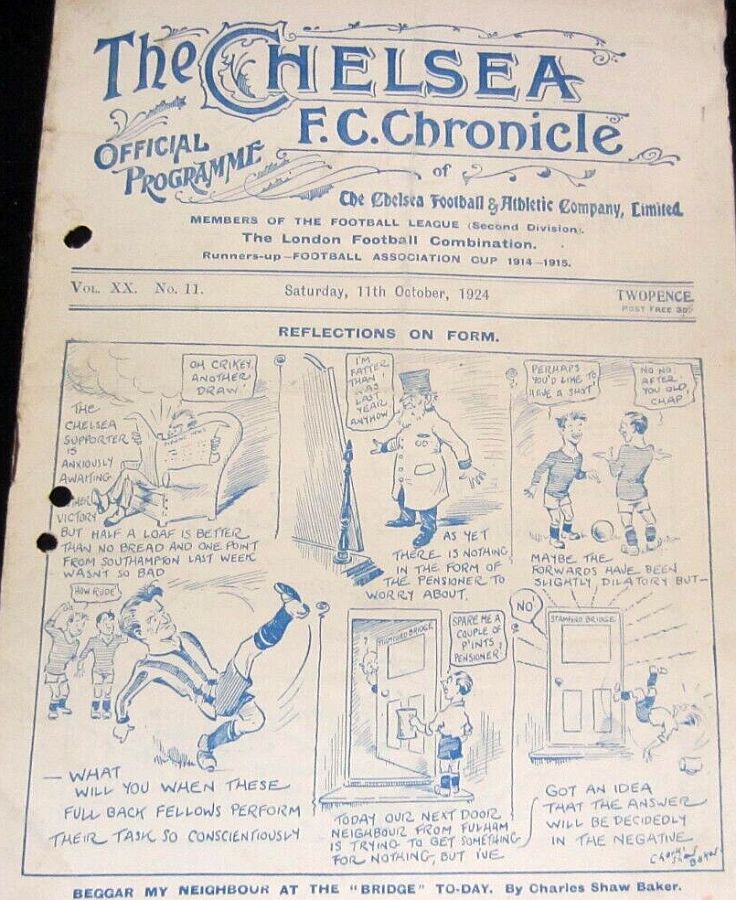 The Chelsea
F.C. Chronicle
OFFICIAL
PROGRAMME
of
The Chelsea Football & Athletic Company, Limited.
MEMBERS OF THE FOOTBALL LEAGUE (Second Division).
The London Football Combination.
Runners-up—FOOTBALL ASSOCIATION CUP 1914-1915.
VOL. XX. No. 11.
Saturday, 11th October, 1924
TWOPENCE
POST FREE 3D.
REFLECTIONS ON FORM.
OH CRIKEY
ANOTHER
DRAW!
THE
CHELSEA
SUPPORTER
IS
ANXIOUSLY
AWAITING
VICTORY
BUT HALF A LOAF IS BETTER
THAN NO BREAD AND ONE POINT
FROM SOUTHAMPTON LAST WEEK
WASNT SO BAD
I'M
FATTER
THAN I
WAS
LAST
YEAR
ANYHOW
AS YET
THERE IS NOTHING
IN THE FORM OF
THE PENSIONER TO
WORRY ABOUT.
PERHAPS
YOU'D LIKE TO
HAVE A SHOT
NO NO
AFTER
YOU OLD
CHAP
MAYBE THE
FORWARDS HAVE BEEN
SLIGHTLY DILATORY BUT—
HOW RUDE!
— WHAT
WILL YOU WHEN THESE
FULL BACK FELLOWS PERFORM
THEIR TASK SO CONSCIENTIOUSLY
STAMFORD BRIDGE
SPARE ME A
COUPLE OF
P'INTS,
PENSIONER!
TODAY OUR NEXT DOOR
NEIGHBOUR FROM FULHAM
IS TRYING TO GET SOMETHING
FOR NOTHING, BUT I'VE
NO!
STAMFORD BRIDGE
GOT AN IDEA
THAT THE ANSWER
WILL BE DECIDEDLY
IN THE NEGATIVE
Charles
Shaw
Baker
BEGGAR MY NEIGHBOUR AT THE "BRIDGE" TO-DAY. By Charles Shaw Baker.